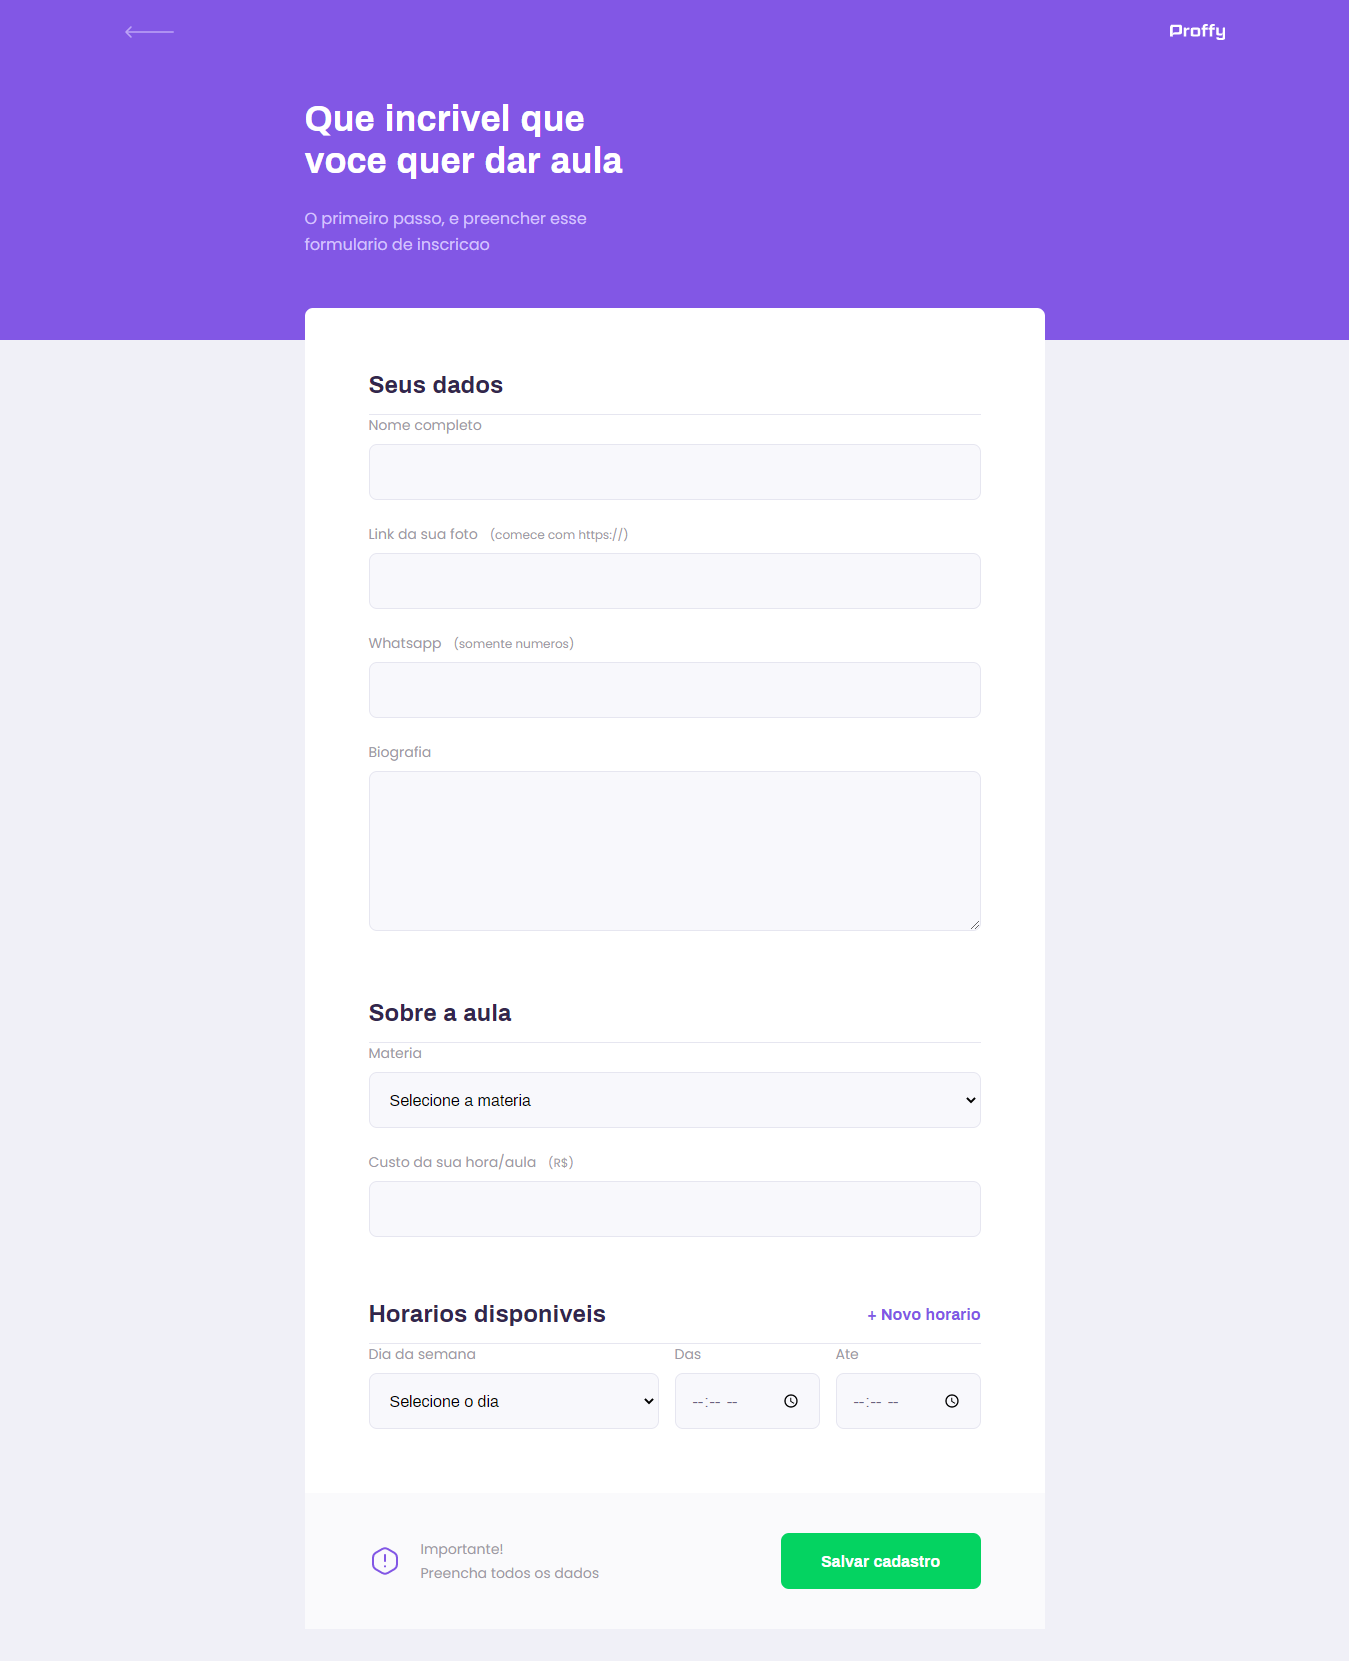 Proffy
Que incrivel que
voce quer dar aula
O primeiro passo, e preencher esse
formulario de inscricao
Seus dados
Nome completo
Link da sua foto (comece com https://)
Whatsapp (somente numeros)
Biografia
Sobre a aula
Materia
Selecione a materia
Custo da sua hora/aula (R$)
Horarios disponiveis + Novo horario
Dia da semana Das Ate
Selecione o dia --:-- -- --:-- --
Importante!
Preencha todos os dados
Salvar cadastro